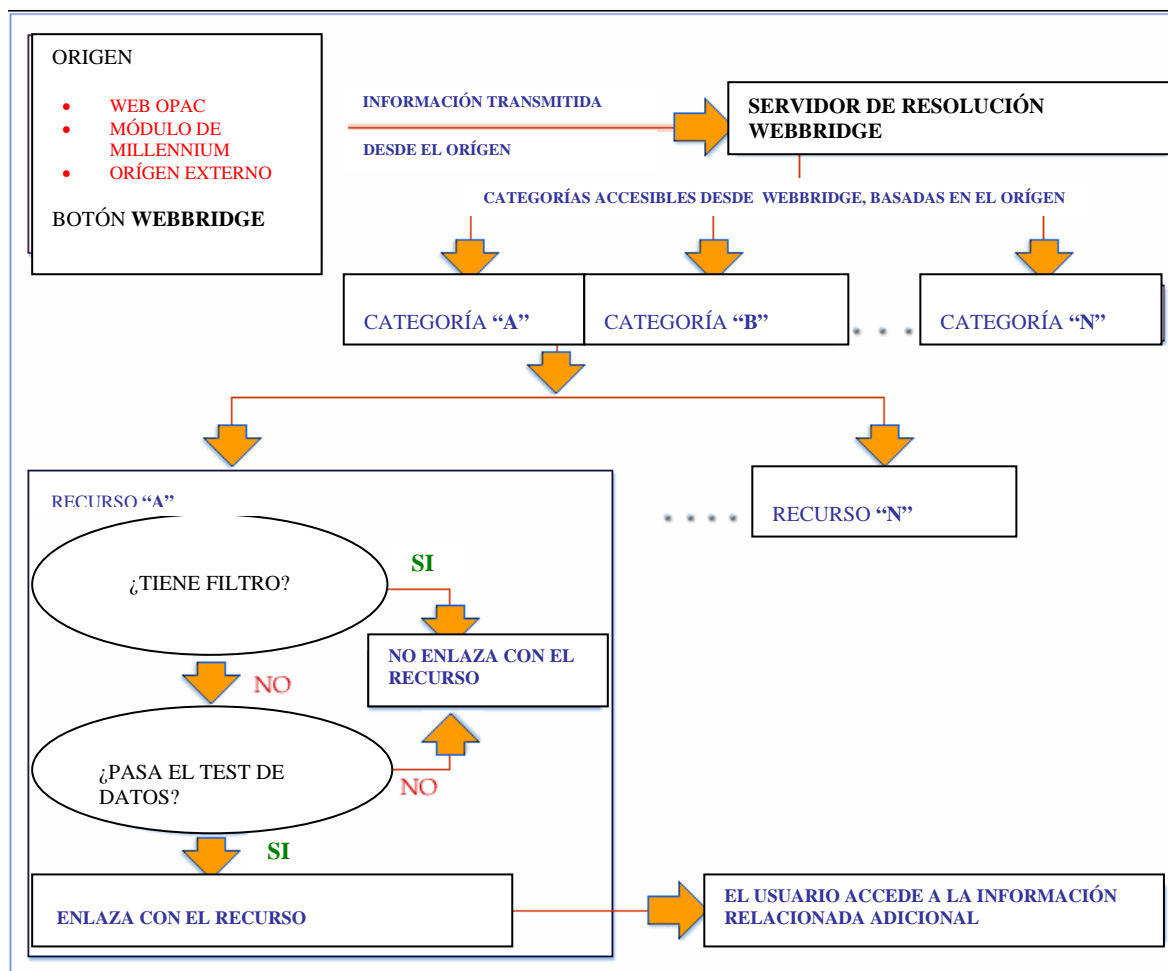 ORIGEN
• WEB OPAC
• MÓDULO DE
MILLENNIUM
• ORÍGEN EXTERNO
BOTÓN WEBBRIDGE
INFORMACIÓN TRANSMITIDA
DESDE EL ORÍGEN
SERVIDOR DE RESOLUCIÓN
WEBBRIDGE
CATEGORÍAS ACCESIBLES DESDE WEBBRIDGE, BASADAS EN EL ORÍGEN
CATEGORÍA “A”
CATEGORÍA “B”
. . . .
CATEGORÍA “N”
RECURSO “A”
. . . .
RECURSO “N”
¿TIENE FILTRO?
SI
NO ENLAZA CON EL
RECURSO
NO
¿PASA EL TEST DE
DATOS?
NO
SI
ENLAZA CON EL RECURSO
EL USUARIO ACCEDE A LA INFORMACIÓN
RELACIONADA ADICIONAL